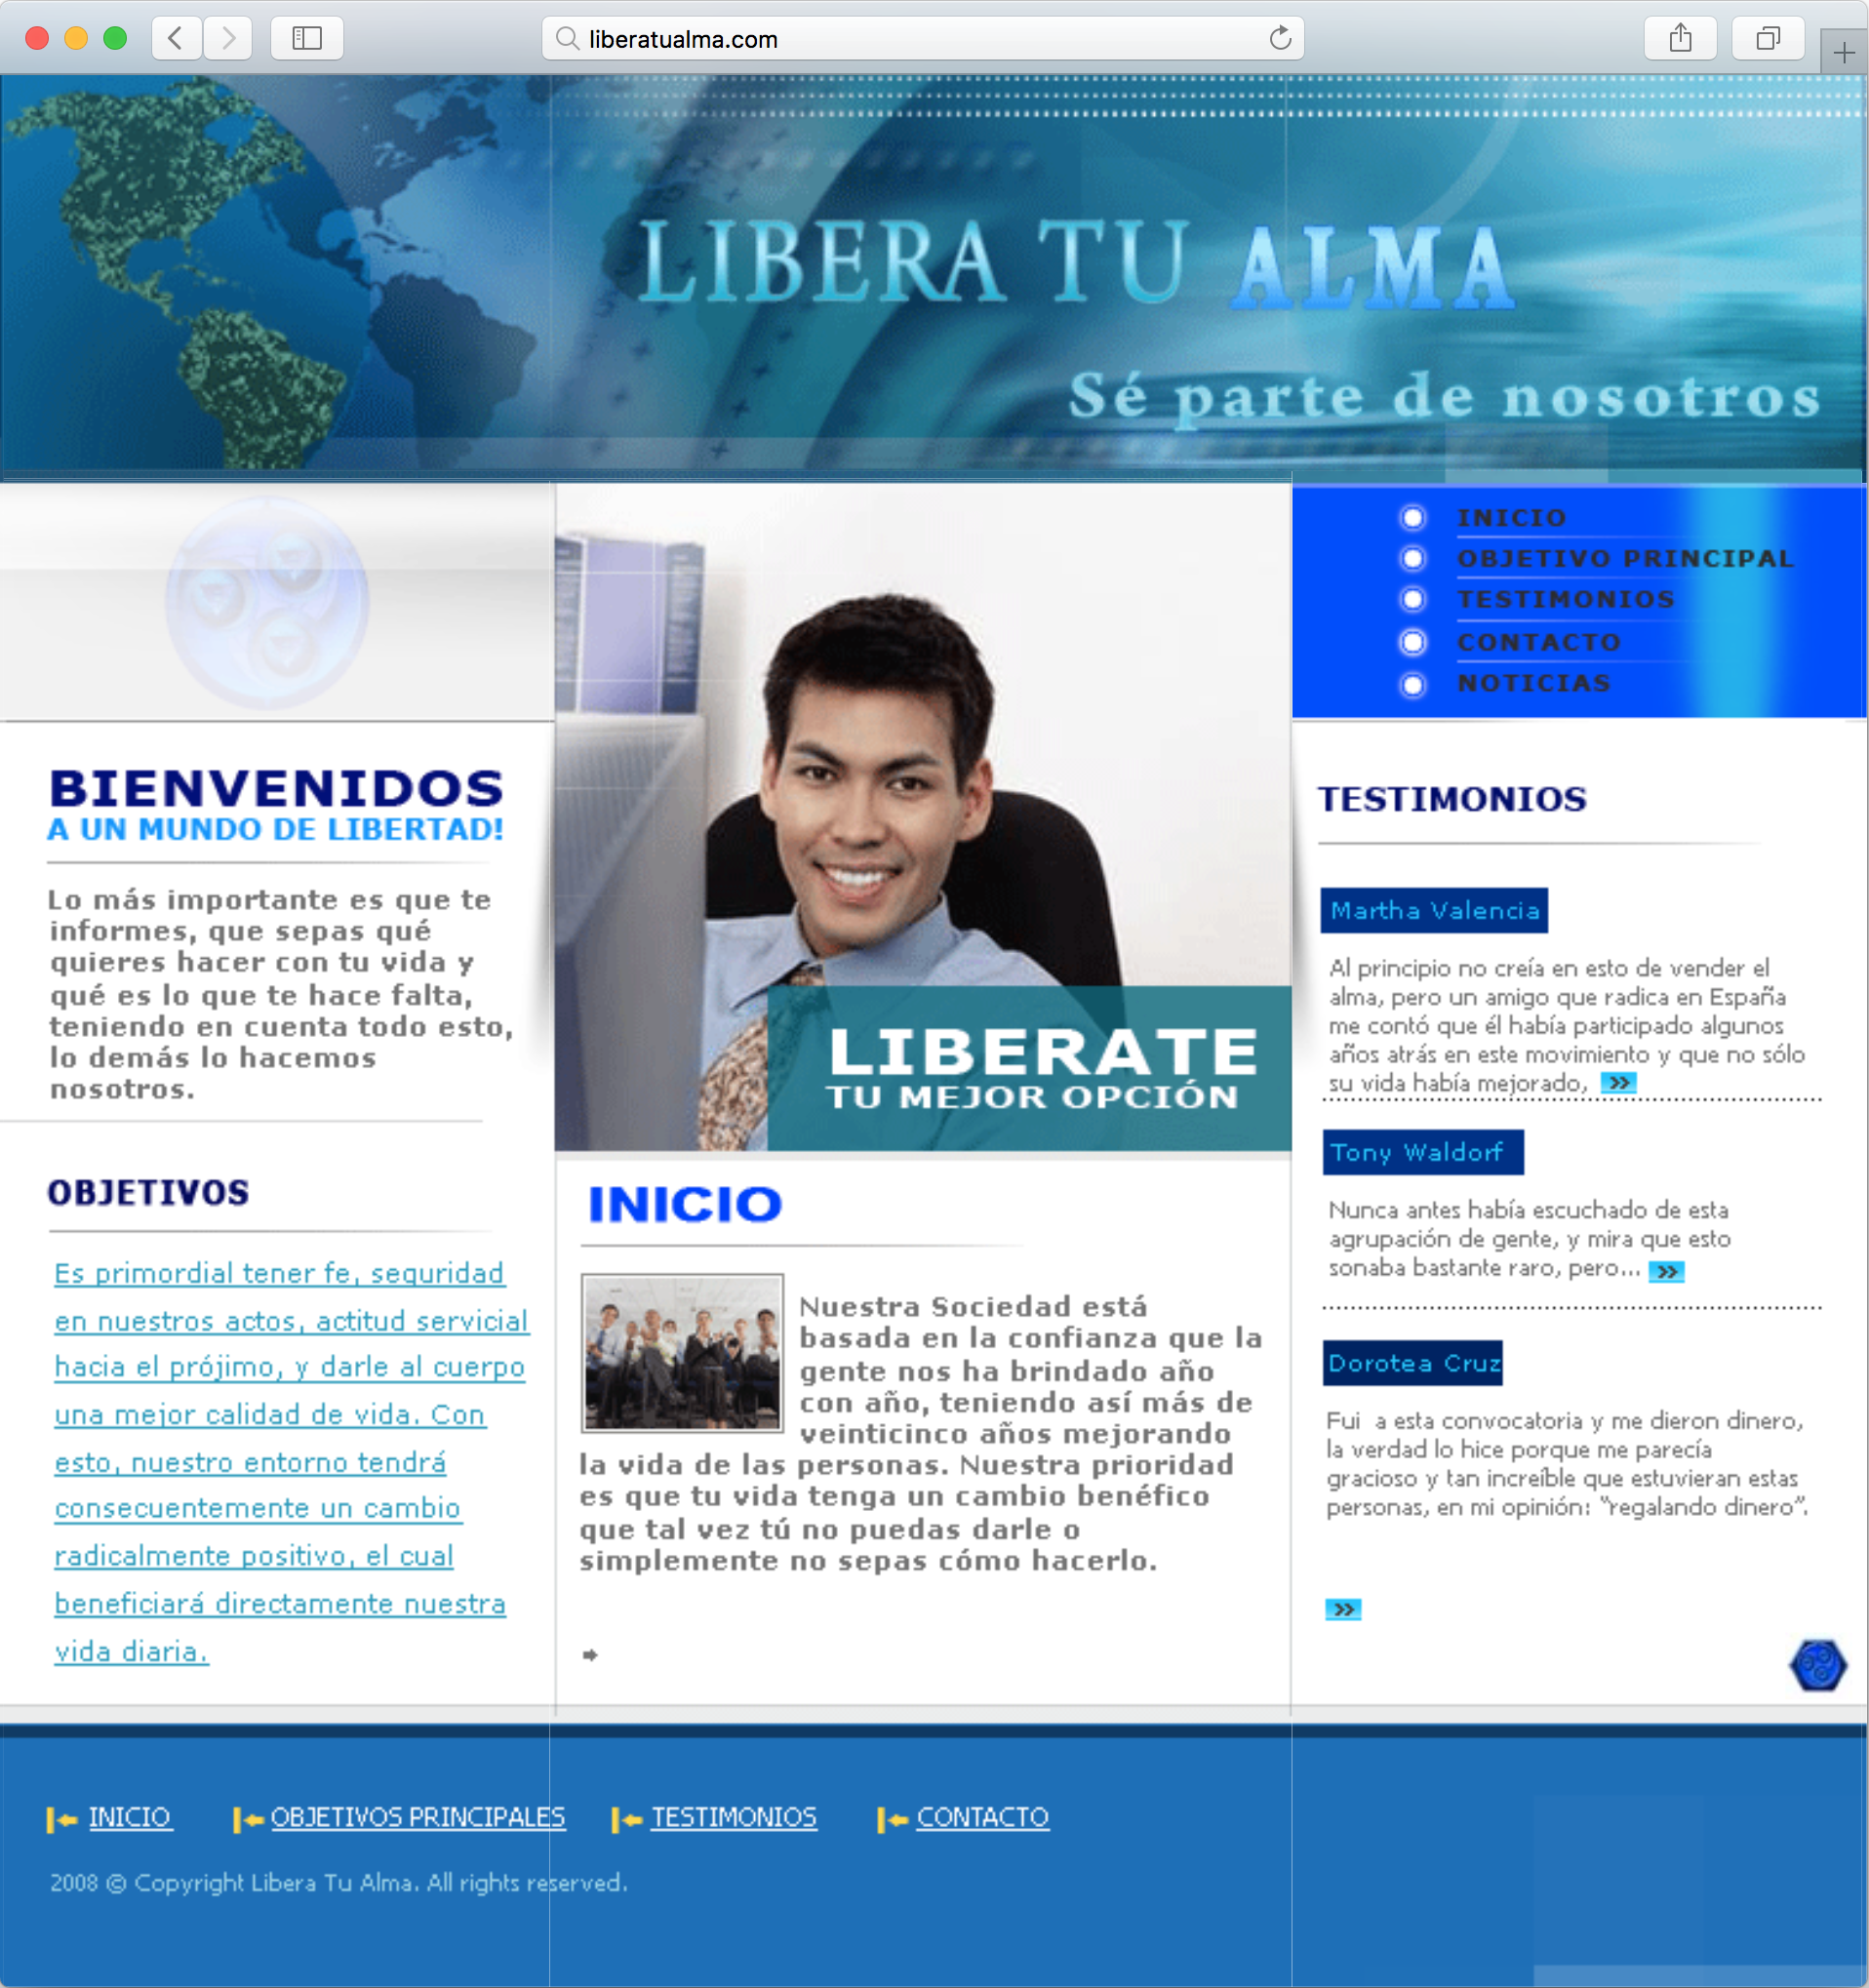 liberatualma.com
LIBERA TU ALMA
Sé parte de nosotros
INICIO
OBJETIVO PRINCIPAL
TESTIMONIOS
CONTACTO
NOTICIAS
BIENVENIDOS
A UN MUNDO DE LIBERTAD!
Lo más importante es que te
informes, que sepas qué
quieres hacer con tu vida y
qué es lo que te hace falta,
teniendo en cuenta todo esto,
lo demás lo hacemos
nosotros.
OBJETIVOS
Es primordial tener fe, seguridad
en nuestros actos, actitud servicial
hacia el prójimo, y darle al cuerpo
una mejor calidad de vida. Con
esto, nuestro entorno tendrá
consecuentemente un cambio
radicalmente positivo, el cual
beneficiará directamente nuestra
vida diaria.
LIBERATE
TU MEJOR OPCIÓN
INICIO
Nuestra Sociedad está
basada en la confianza que la
gente nos ha brindado año
con año, teniendo así más de
veinticinco años mejorando
la vida de las personas. Nuestra prioridad
es que tu vida tenga un cambio benéfico
que tal vez tú no puedas darle o
simplemente no sepas cómo hacerlo.
TESTIMONIOS
Martha Valencia
Al principio no creía en esto de vender el
alma, pero un amigo que radica en España
me contó que él había participado algunos
años atrás en este movimiento y que no sólo
su vida había mejorado, >>
Tony Waldorf
Nunca antes había escuchado de esta
agrupación de gente, y mira que esto
sonaba bastante raro, pero... >>
Dorotea Cruz
Fui a esta convocatoria y me dieron dinero,
la verdad lo hice porque me parecía
gracioso y tan increíble que estuvieran estas
personas, en mi opinión: "regalando dinero".
>>
INICIO OBJETIVOS PRINCIPALES TESTIMONIOS CONTACTO
2008 © Copyright Libera Tu Alma. All rights reserved.